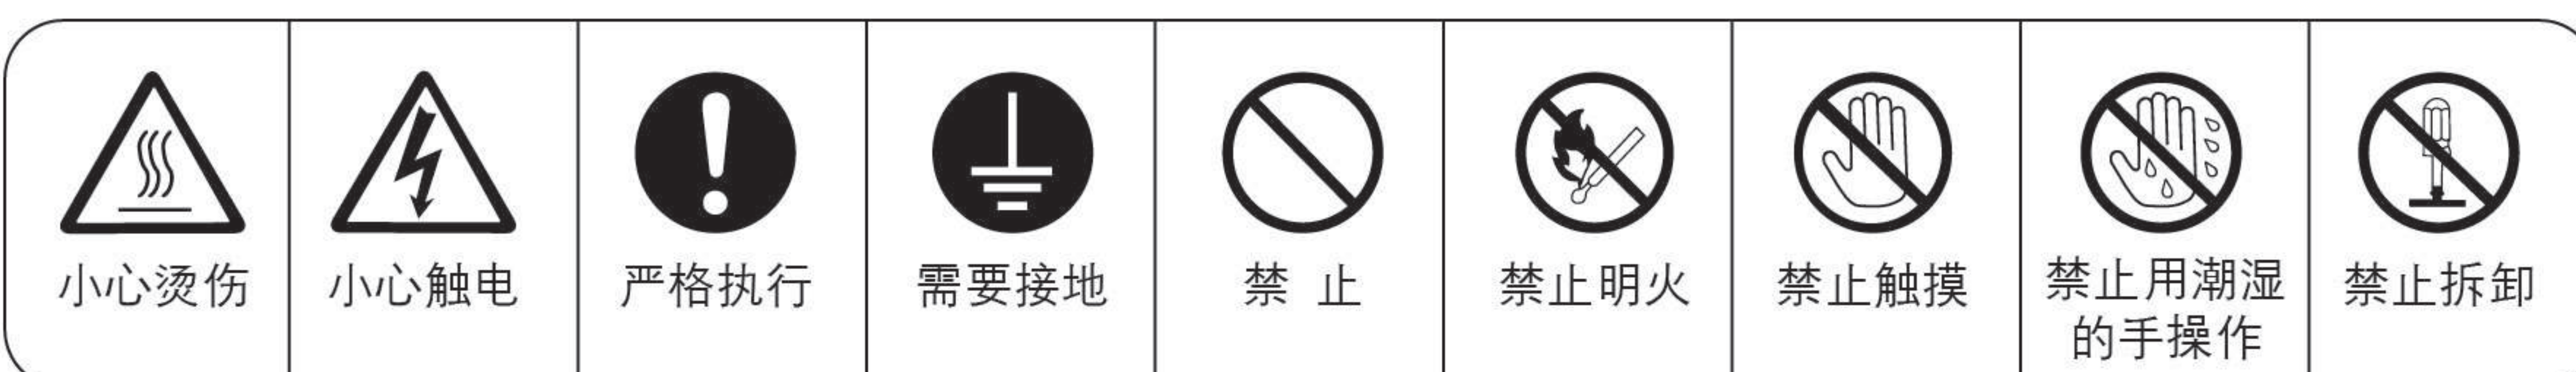 小心烫伤
小心触电
严格执行
需要接地
禁 止
禁止明火
禁止触摸
禁止用潮湿
的手操作
禁止拆卸